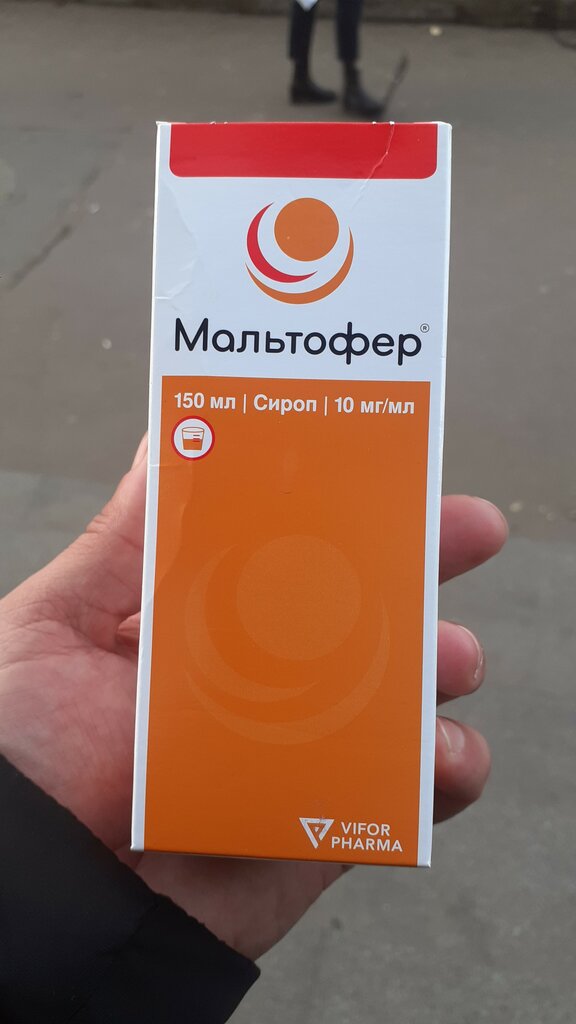 Мальтофер®
150 мл | Сироп | 10 мг/мл
VIFOR
PHARMA